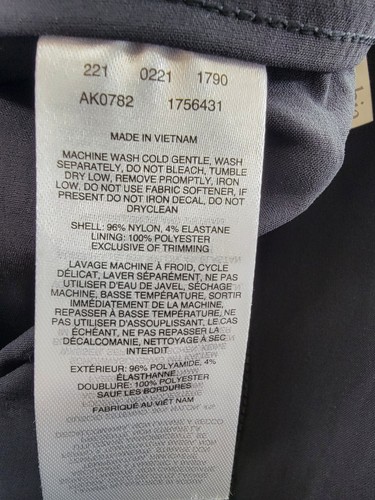 221 0221 1790
AK0782 1756431
MADE IN VIETNAM
MACHINE WASH COLD GENTLE, WASH
SEPARATELY, DO NOT BLEACH, TUMBLE
DRY LOW, REMOVE PROMPTLY, IRON
LOW, DO NOT USE FABRIC SOFTENER, IF
PRESENT DO NOT IRON DECAL, DO NOT
DRYCLEAN
SHELL: 96% NYLON, 4% ELASTANE
LINING: 100% POLYESTER
EXCLUSIVE OF TRIMMING
LAVAGE MACHINE À FROID, CYCLE
DÉLICAT, LAVER SÉPARÉMENT, NE PAS
UTILISER D'EAU DE JAVEL, SÉCHAGE
MACHINE, BASSE TEMPÉRATURE, SORTIR
IMMÉDIATEMENT DE LA MACHINE,
REPASSER À BASSE TEMPÉRATURE, NE
PAS UTILISER D'ASSOUPLISSANT, LE CAS
ÉCHÉANT, NE PAS REPASSER LA
DÉCALCOMANIE, NETTOYAGE À SEC
INTERDIT
EXTÉRIEUR: 96% POLYAMIDE, 4%
ÉLASTHANNE
DOUBLURE: 100% POLYESTER
SAUF LES BORDURES
FABRIQUÉ AU VIÊT NAM